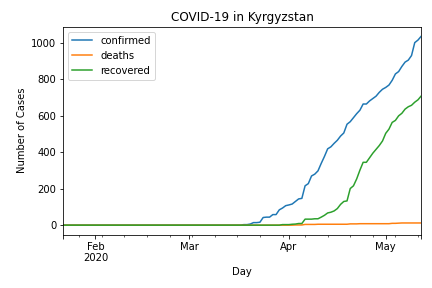 COVID-19 in Kyrgyzstan
confirmed
deaths
recovered
Number of Cases
1000
800
600
400
200
0
Feb
2020
Mar
Apr
May
Day